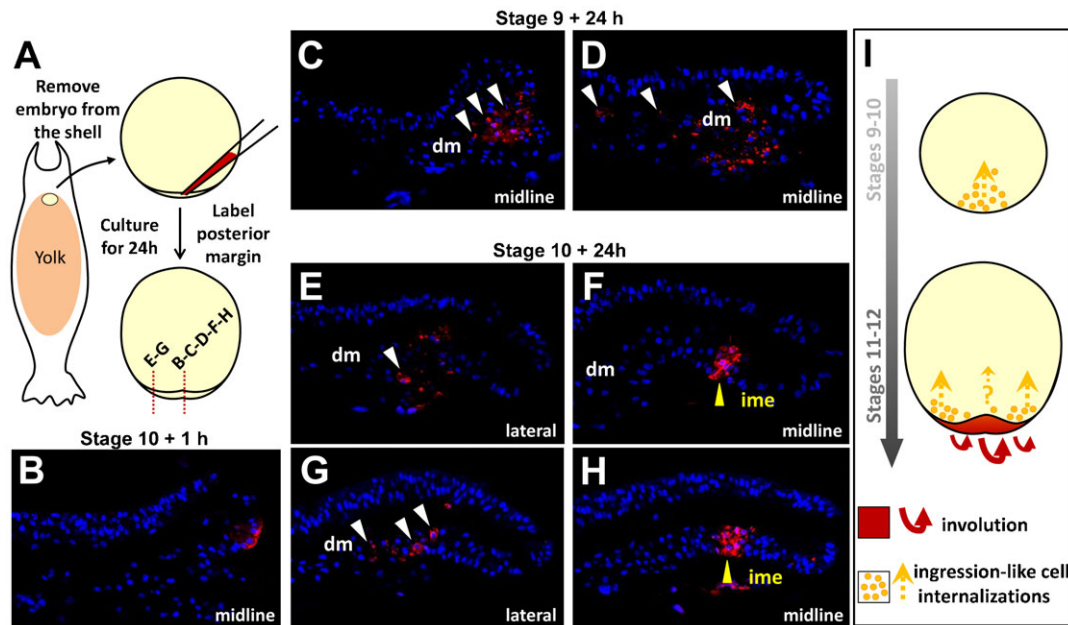 Stage 9 + 24 h
A
Remove
embryo from
the shell
Yolk
Culture
for 24h
Label
posterior
margin
E-G
B-C-D-F-H
C
dm
midline
D
dm
midline
Stage 10 + 24h
E
dm
lateral
F
dm
ime
midline
Stage 10 + 1 h
B
midline
G
dm
lateral
H
ime
midline
I
Stages 9-10
Stages 11-12
?
involution
ingression-like cell
internalizations